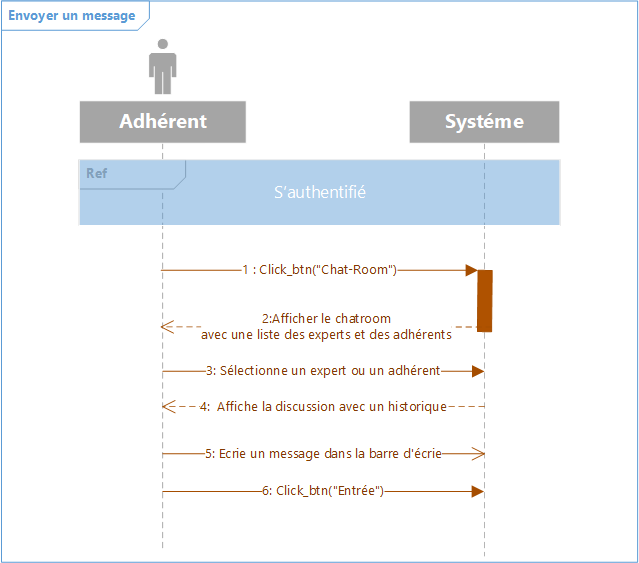 Envoyer un message
Adhérent
Systéme
Ref
S'authentifié
1 : Click_btn("Chat-Room")
2:Afficher le chatroom
avec une liste des experts et des adhérents
3: Sélectionne un expert ou un adhérent
4: Affiche la discussion avec un historique
5: Ecrie un message dans la barre d'écrie
6: Click_btn("Entrée")